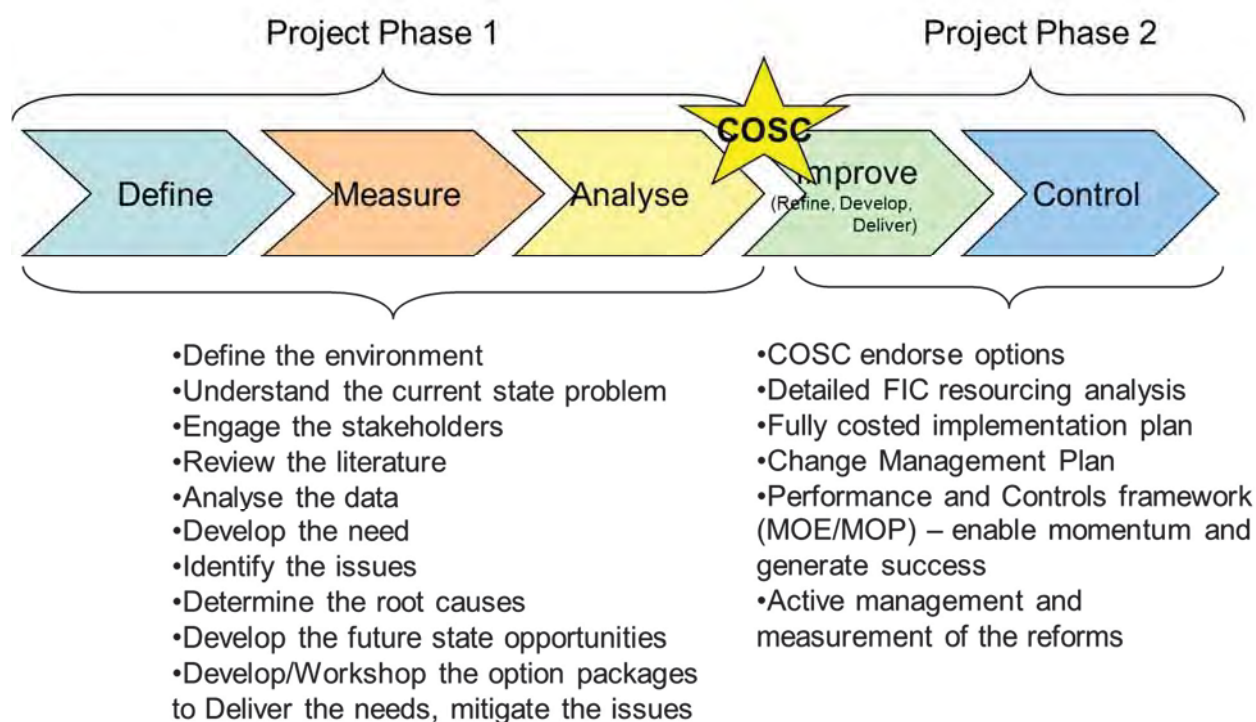 Project Phase 1
Project Phase 2
COSC
Define
Measure
Analyse
Improve
(Refine, Develop,
Deliver)
Control
•Define the environment
•Understand the current state problem
•Engage the stakeholders
•Review the literature
•Analyse the data
•Develop the need
•Identify the issues
•Determine the root causes
•Develop the future state opportunities
•Develop/Workshop the option packages
to Deliver the needs, mitigate the issues
•COSC endorse options
•Detailed FIC resourcing analysis
•Fully costed implementation plan
•Change Management Plan
•Performance and Controls framework
(MOE/MOP) – enable momentum and
generate success
•Active management and
measurement of the reforms